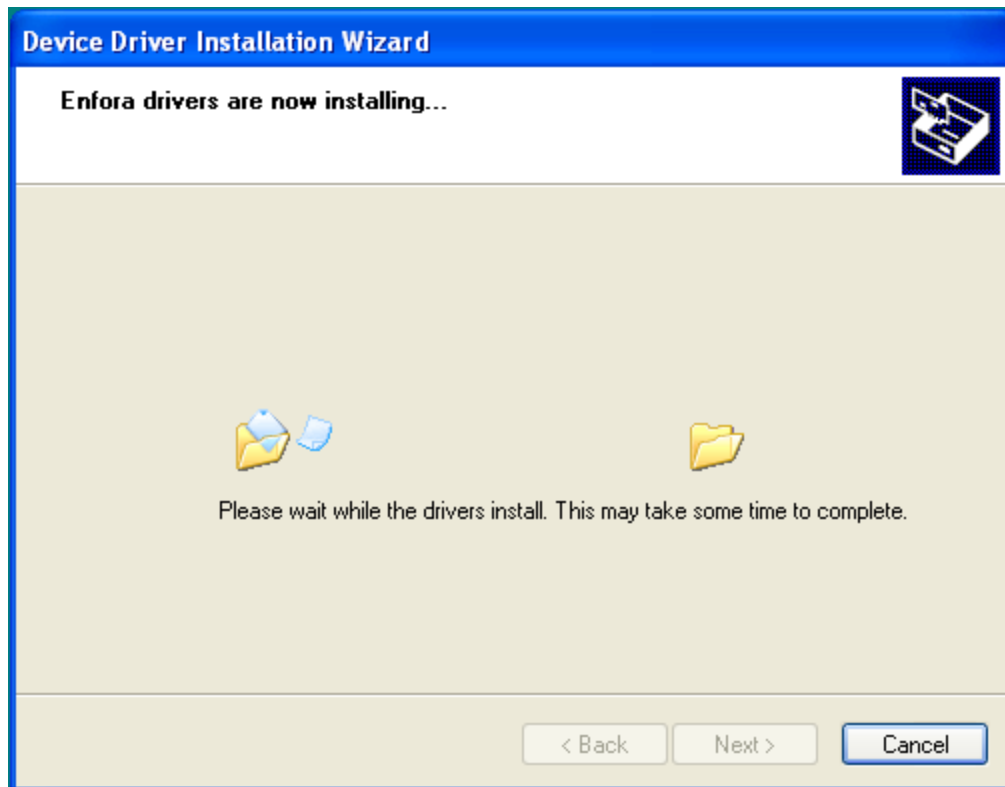 Device Driver Installation Wizard
Enfora drivers are now installing...
Please wait while the drivers install. This may take some time to complete.
< Back
Next >
Cancel